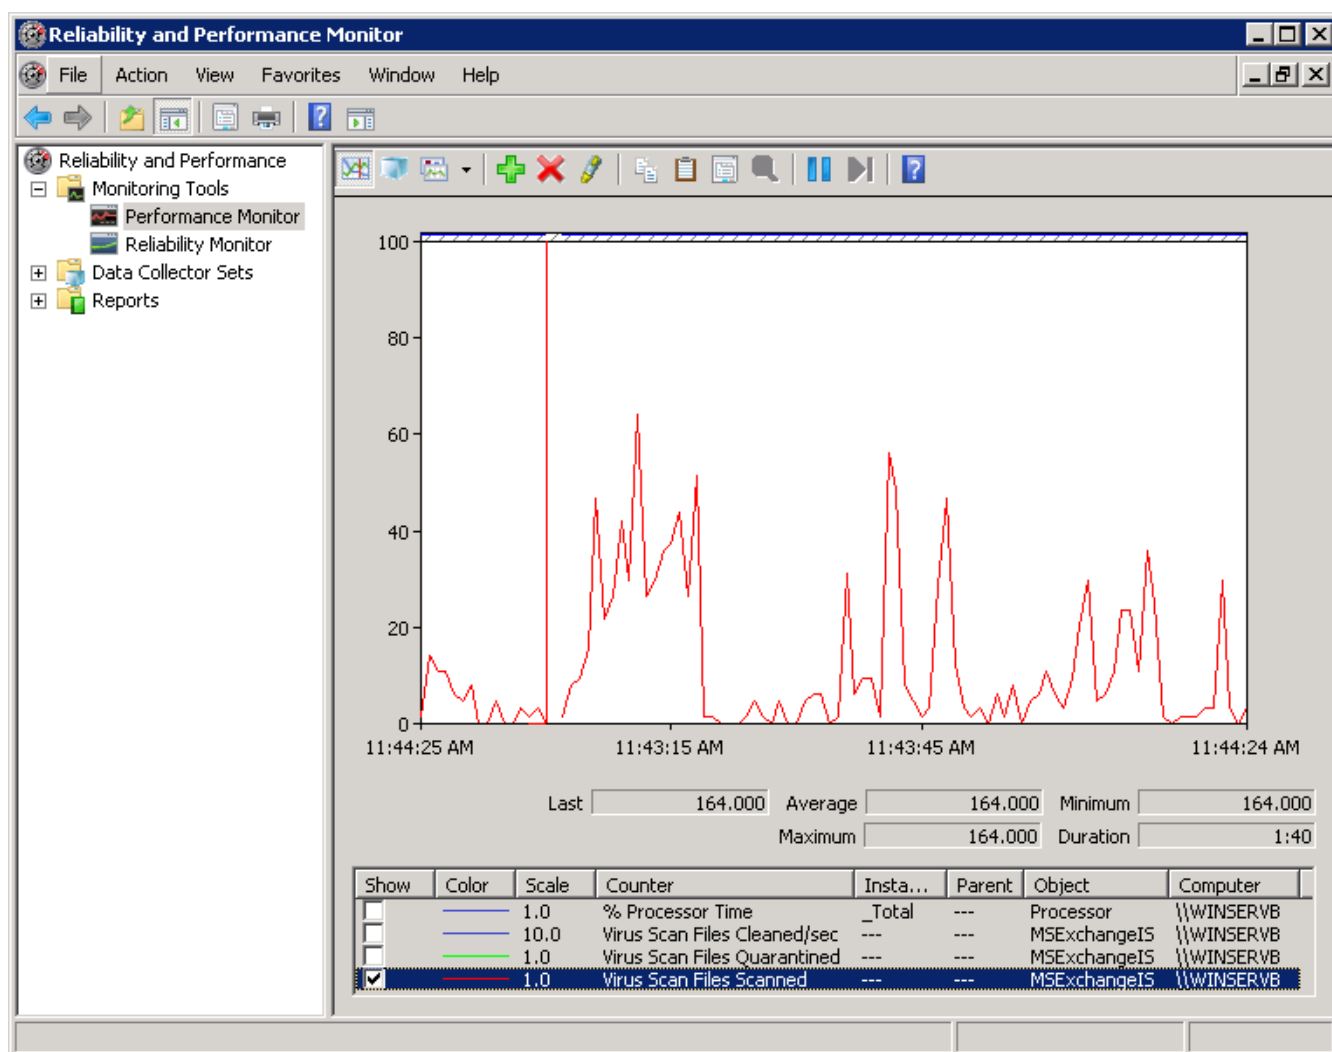 Reliability and Performance Monitor
File Action View Favorites Window Help
Reliability and Performance
Monitoring Tools
Performance Monitor
Reliability Monitor
Data Collector Sets
Reports
100
80
60
40
20
0
11:44:25 AM 11:43:15 AM 11:43:45 AM 11:44:24 AM
Last 164.000 Average 164.000 Minimum 164.000
Maximum 164.000 Duration 1:40
Show Color Scale Counter Insta... Parent Object Computer
1.0 % Processor Time _Total --- Processor \\WINSERVB
10.0 Virus Scan Files Cleaned/sec --- --- MSExchangeIS \\WINSERVB
1.0 Virus Scan Files Quarantined --- --- MSExchangeIS \\WINSERVB
1.0 Virus Scan Files Scanned --- --- MSExchangeIS \\WINSERVB